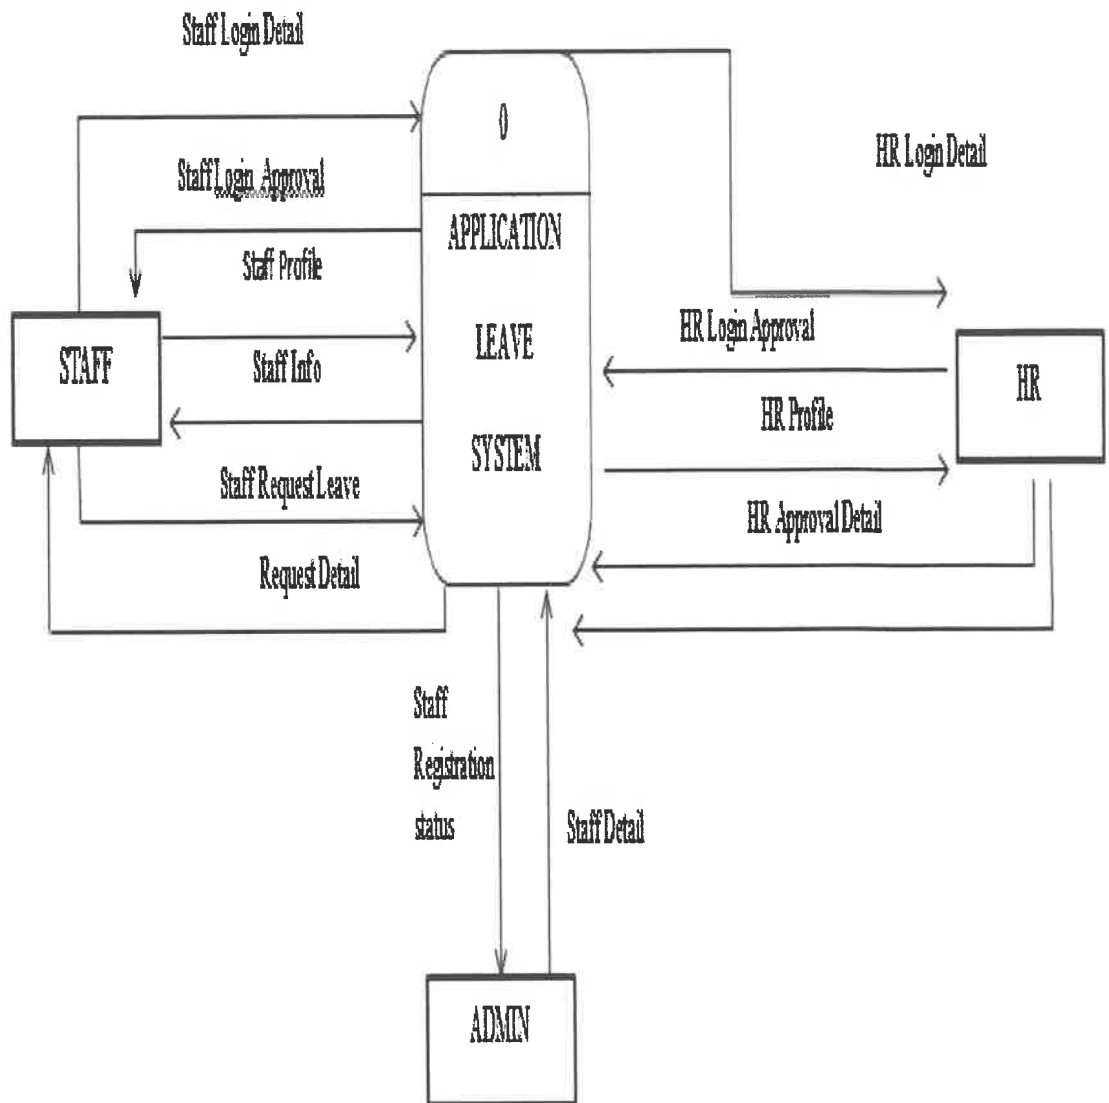 Staff Login Detail
0
HR Login Detail
Staff Login Approval
APPLICATION
Staff Profile
HR Login Approval
LEAVE
STAFF
Staff Info
HR
HR Profile
SYSTEM
Staff Request Leave
HR Approval Detail
Request Detail
Staff
Registration
status
Staff Detail
ADMIN